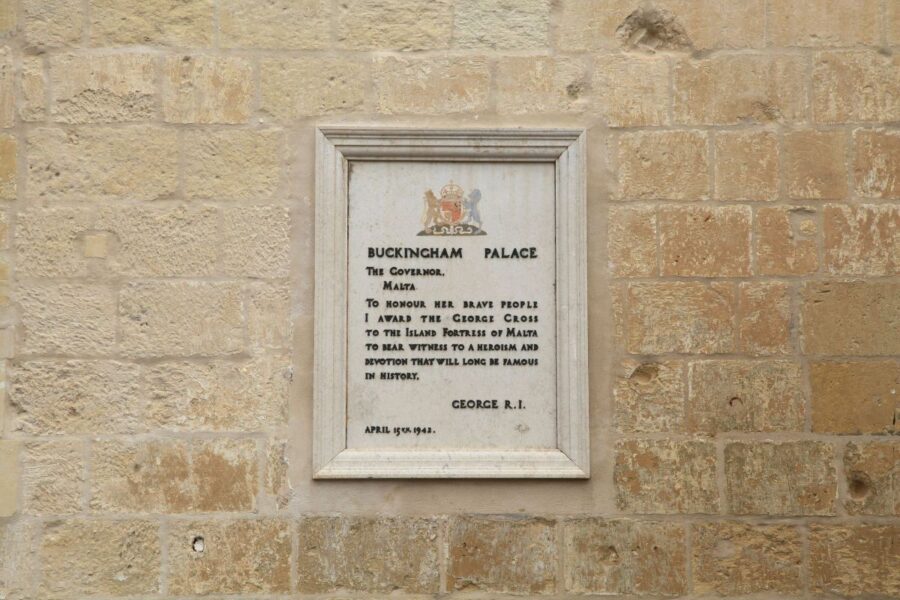 BUCKINGHAM PALACE
THE GOVERNOR.
MALTA
TO HONOUR HER BRAVE PEOPLE
I AWARD THE GEORGE CROSS
TO THE ISLAND FORTRESS OF MALTA
TO BEAR WITNESS TO A HEROISM AND
DEVOTION THAT WILL LONG BE FAMOUS
IN HISTORY.
GEORGE R.I.
APRIL 15TH. 1942.